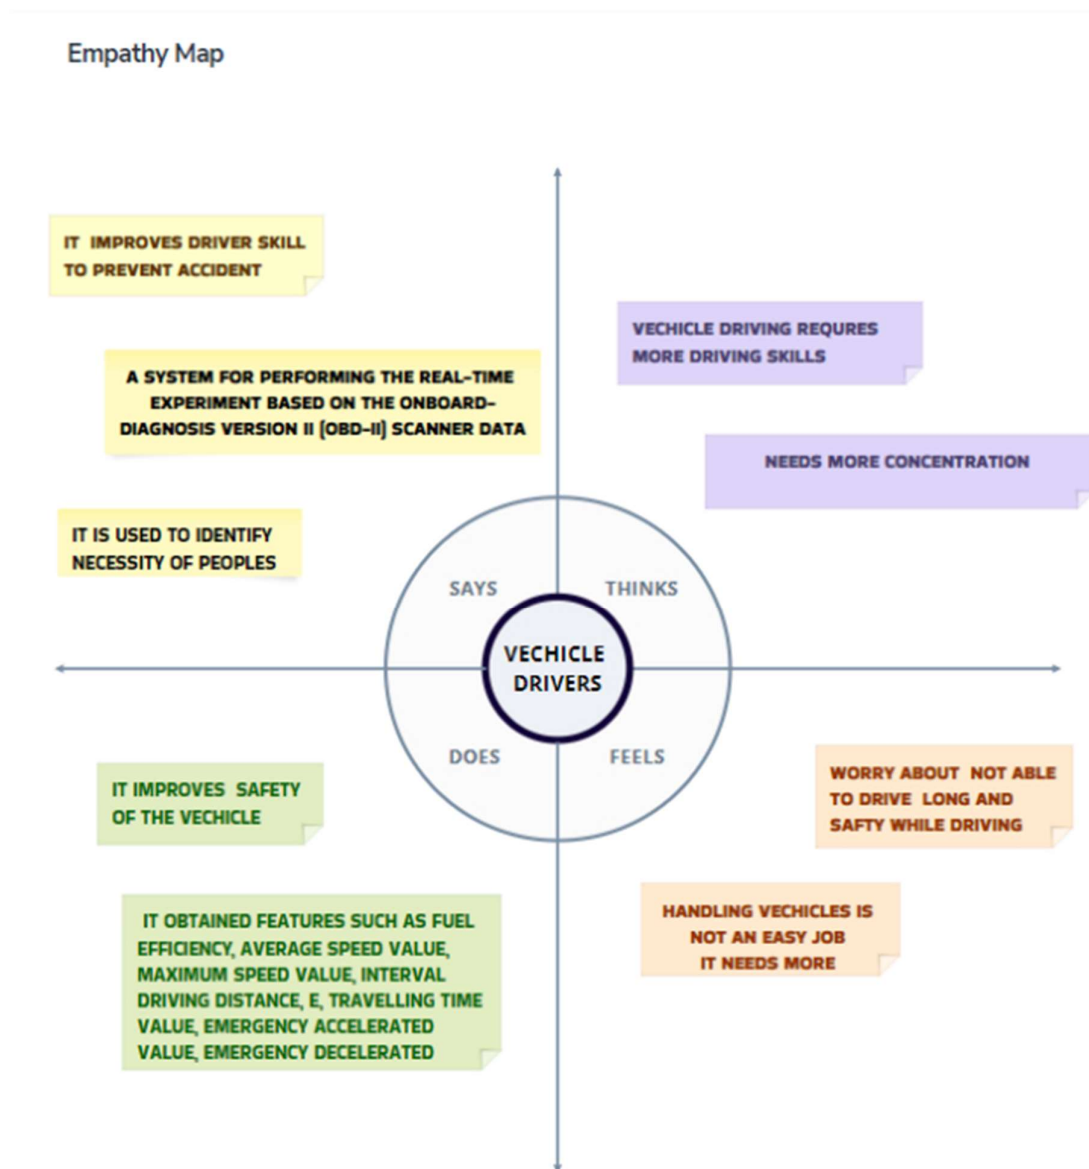 Empathy Map
IT IMPROVES DRIVER SKILL
TO PREVENT ACCIDENT
A SYSTEM FOR PERFORMING THE REAL-TIME
EXPERIMENT BASED ON THE ONBOARD-
DIAGNOSIS VERSION II (OBD-II) SCANNER DATA
IT IS USED TO IDENTIFY
NECESSITY OF PEOPLES
VECHICLE DRIVING REQURES
MORE DRIVING SKILLS
NEEDS MORE CONCENTRATION
SAYS
THINKS
VECHICLE
DRIVERS
DOES
FEELS
IT IMPROVES SAFETY
OF THE VECHICLE
IT OBTAINED FEATURES SUCH AS FUEL
EFFICIENCY, AVERAGE SPEED VALUE,
MAXIMUM SPEED VALUE, INTERVAL
DRIVING DISTANCE, E, TRAVELLING TIME
VALUE, EMERGENCY ACCELERATED
VALUE, EMERGENCY DECELERATED
WORRY ABOUT NOT ABLE
TO DRIVE LONG AND
SAFTY WHILE DRIVING
HANDLING VECHICLES IS
NOT AN EASY JOB
IT NEEDS MORE